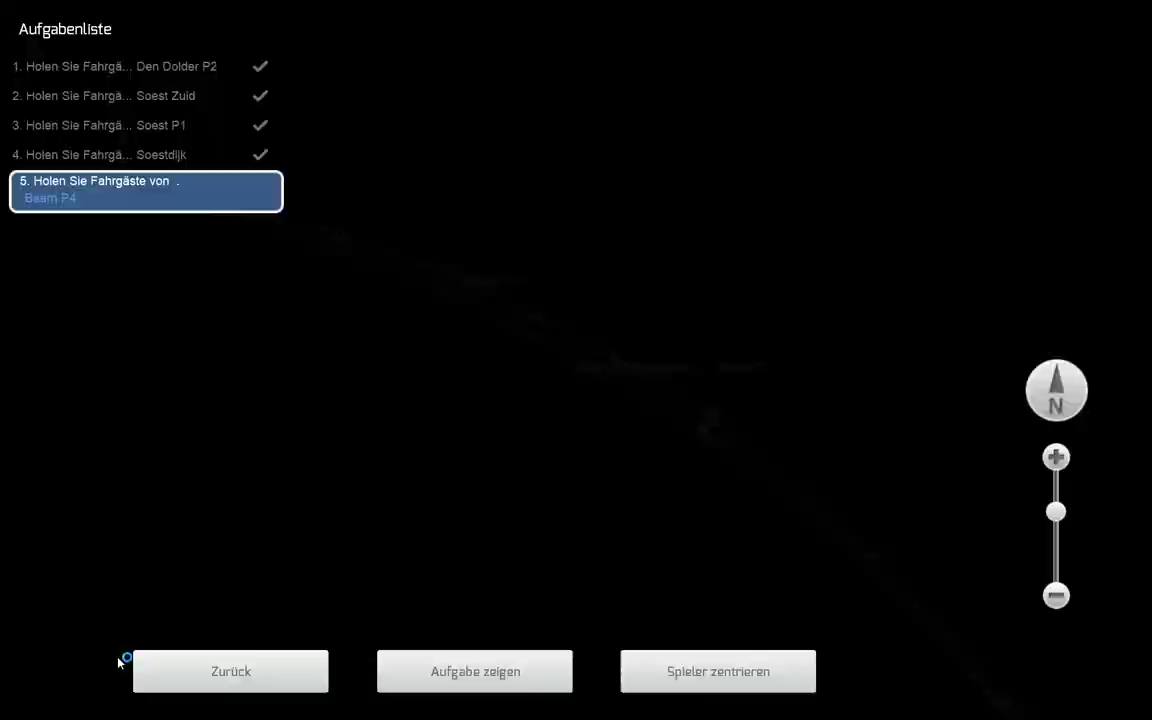 Aufgabenliste
1. Holen Sie Fahrgä... Den Dolder P2
2. Holen Sie Fahrgä... Soest Zuid
3. Holen Sie Fahrgä... Soest P1
4. Holen Sie Fahrgä... Soestdijk
5. Holen Sie Fahrgäste von .
Baarn P4
N
Zurück
Aufgabe zeigen
Spieler zentrieren